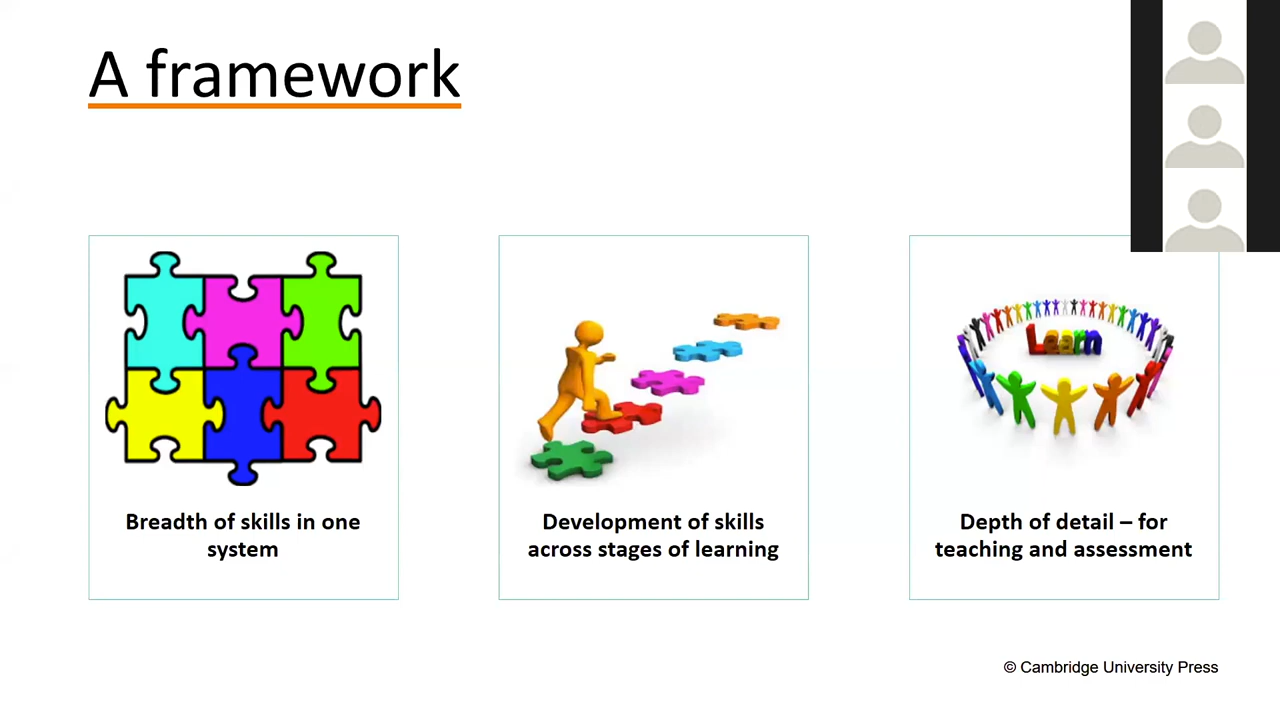 A framework
Breadth of skills in one
system
Development of skills
across stages of learning
Learn
Depth of detail – for
teaching and assessment
© Cambridge University Press